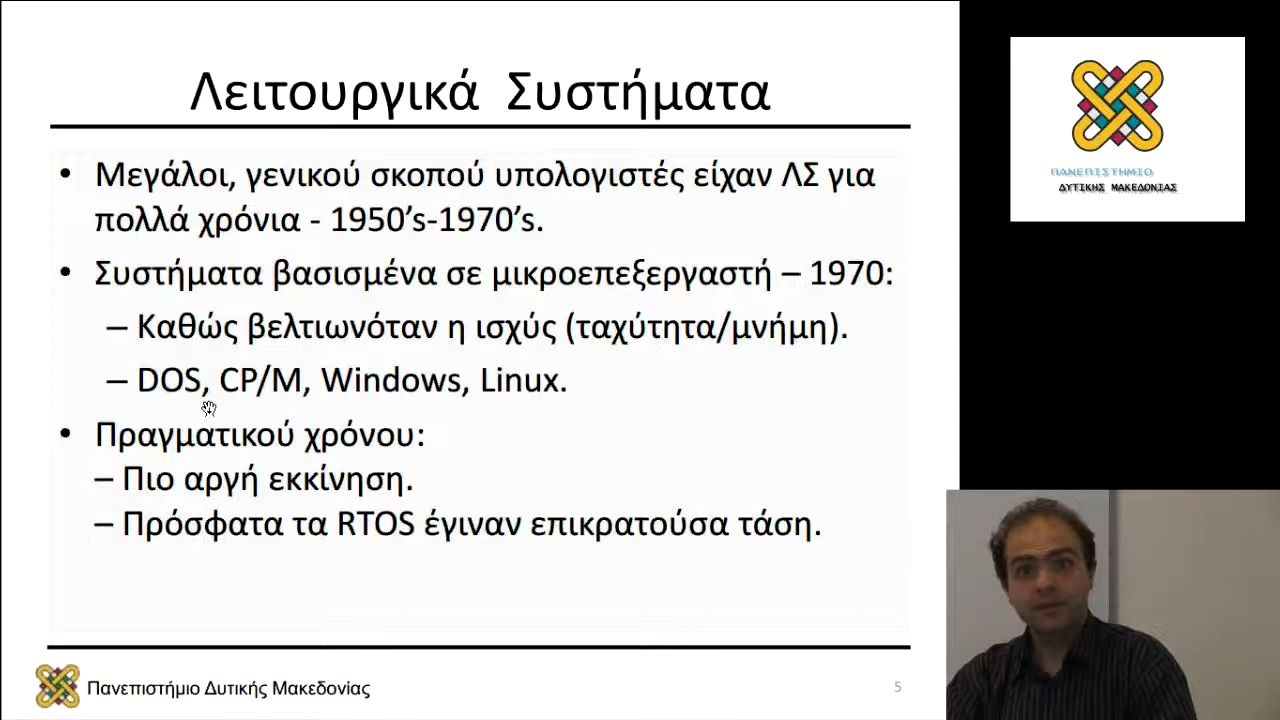 Λειτουργικά Συστήματα
• Μεγάλοι, γενικού σκοπού υπολογιστές είχαν ΛΣ για
πολλά χρόνια - 1950’s-1970’s.
• Συστήματα βασισμένα σε μικροεπεξεργαστή – 1970:
– Καθώς βελτιωνόταν η ισχύς (ταχύτητα/μνήμη).
– DOS, CP/M, Windows, Linux.
• Πραγματικού χρόνου:
– Πιο αργή εκκίνηση.
– Πρόσφατα τα RTOS έγιναν επικρατούσα τάση.
Πανεπιστήμιο Δυτικής Μακεδονίας
5
ΠΑΝΕΠΙΣΤΗΜΙΟ
ΔΥΤΙΚΗΣ ΜΑΚΕΔΟΝΙΑΣ